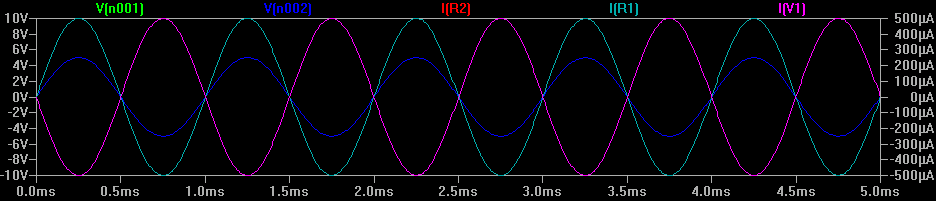 V(n001) V(n002) I(R2) I(R1) I(V1)
10V 500µA
8V 400µA
6V 300µA
4V 200µA
2V 100µA
0V 0µA
-2V -100µA
-4V -200µA
-6V -300µA
-8V -400µA
-10V -500µA
0.0ms 0.5ms 1.0ms 1.5ms 2.0ms 2.5ms 3.0ms 3.5ms 4.0ms 4.5ms 5.0ms